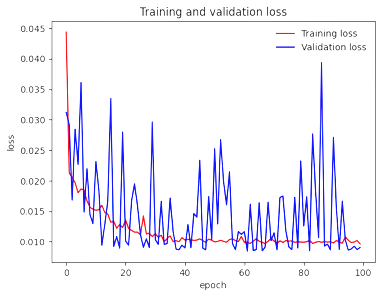 Training and validation loss
Training loss
Validation loss
loss
0.045
0.040
0.035
0.030
0.025
0.020
0.015
0.010
0 20 40 60 80 100
epoch